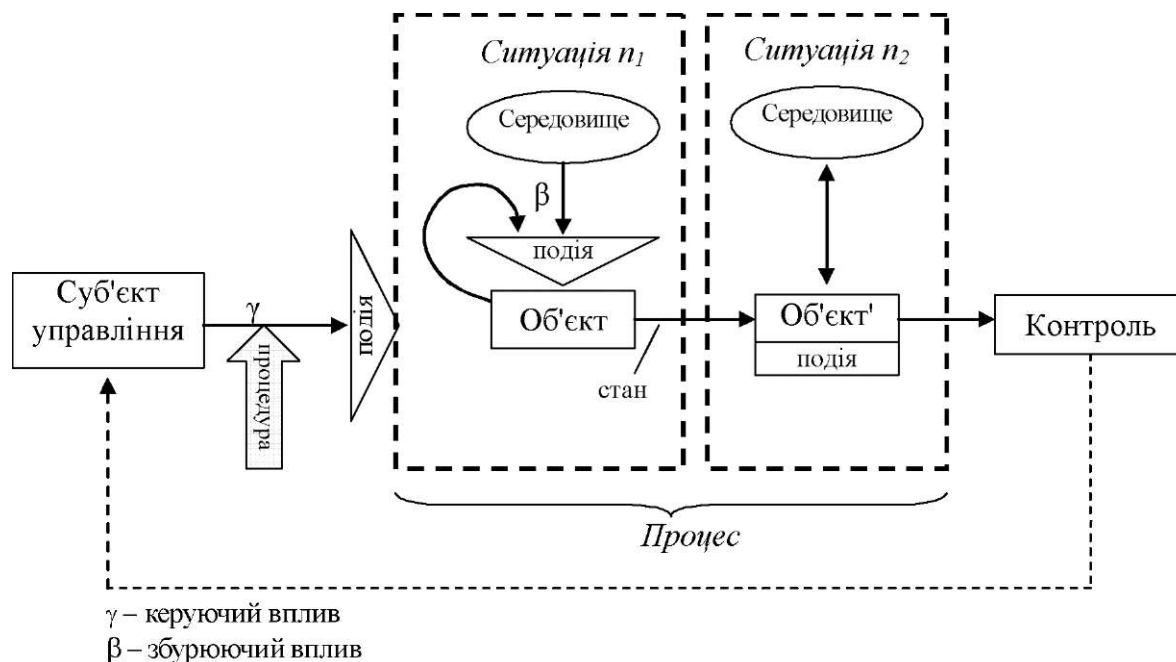 Ситуація n₁
Ситуація n₂
Середовище
Середовище
β
подія
Суб'єкт
управління
γ
процедура
подія
Об'єкт
стан
Об'єкт'
подія
Контроль
Процес
γ – керуючий вплив
β – збурюючий вплив